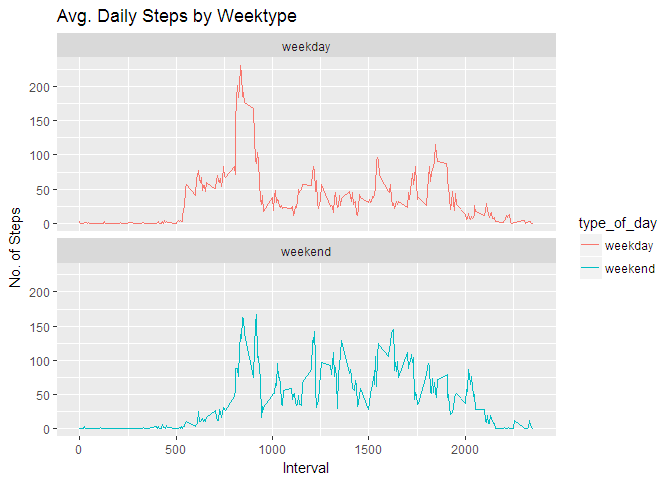 Avg. Daily Steps by Weektype
weekday
200
150
100
50
0
weekend
200
150
100
50
0
No. of Steps
0 500 1000 1500 2000
Interval
type_of_day
weekday
weekend